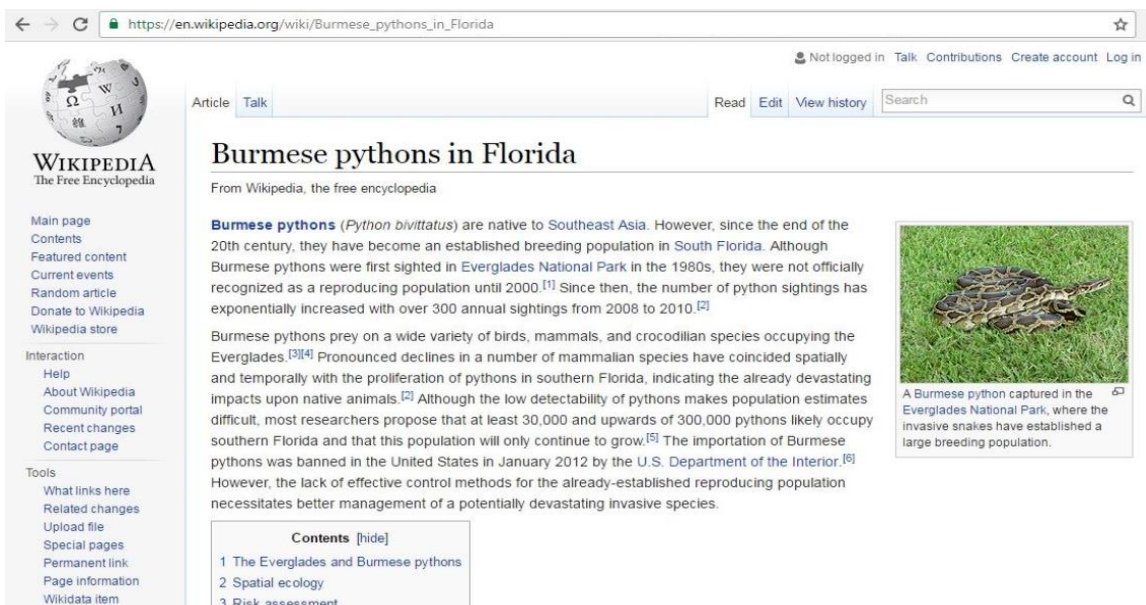 https://en.wikipedia.org/wiki/Burmese_pythons_in_Florida
Not logged in Talk Contributions Create account Log in
Article Talk Read Edit View history Search
WIKIPEDIA
The Free Encyclopedia
Main page
Contents
Featured content
Current events
Random article
Donate to Wikipedia
Wikipedia store
Interaction
Help
About Wikipedia
Community portal
Recent changes
Contact page
Tools
What links here
Related changes
Upload file
Special pages
Permanent link
Page information
Wikidata item
Burmese pythons in Florida
From Wikipedia, the free encyclopedia
Burmese pythons (Python bivittatus) are native to Southeast Asia. However, since the end of the
20th century, they have become an established breeding population in South Florida. Although
Burmese pythons were first sighted in Everglades National Park in the 1980s, they were not officially
recognized as a reproducing population until 2000.[1] Since then, the number of python sightings has
exponentially increased with over 300 annual sightings from 2008 to 2010.[2]
Burmese pythons prey on a wide variety of birds, mammals, and crocodilian species occupying the
Everglades.[3][4] Pronounced declines in a number of mammalian species have coincided spatially
and temporally with the proliferation of pythons in southern Florida, indicating the already devastating
impacts upon native animals.[2] Although the low detectability of pythons makes population estimates
difficult, most researchers propose that at least 30,000 and upwards of 300,000 pythons likely occupy
southern Florida and that this population will only continue to grow.[5] The importation of Burmese
pythons was banned in the United States in January 2012 by the U.S. Department of the Interior.[6]
However, the lack of effective control methods for the already-established reproducing population
necessitates better management of a potentially devastating invasive species.
A Burmese python captured in the
Everglades National Park, where the
invasive snakes have established a
large breeding population.
Contents [hide]
1 The Everglades and Burmese pythons
2 Spatial ecology
3 Risk assessment